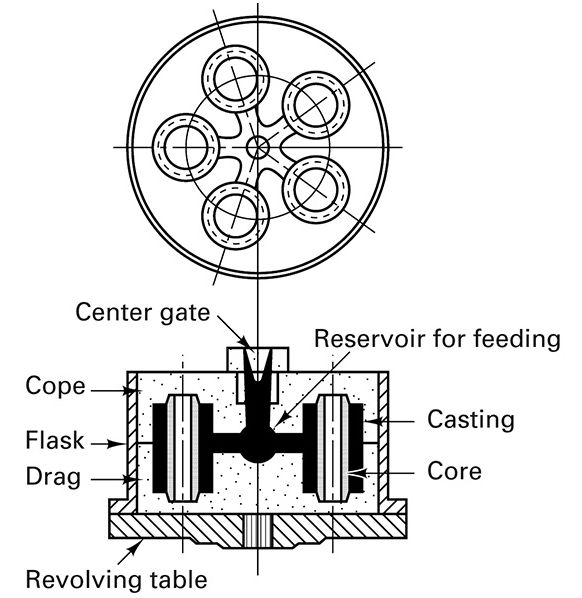 Center gate
Reservoir for feeding
Cope
Casting
Flask
Drag
Core
Revolving table